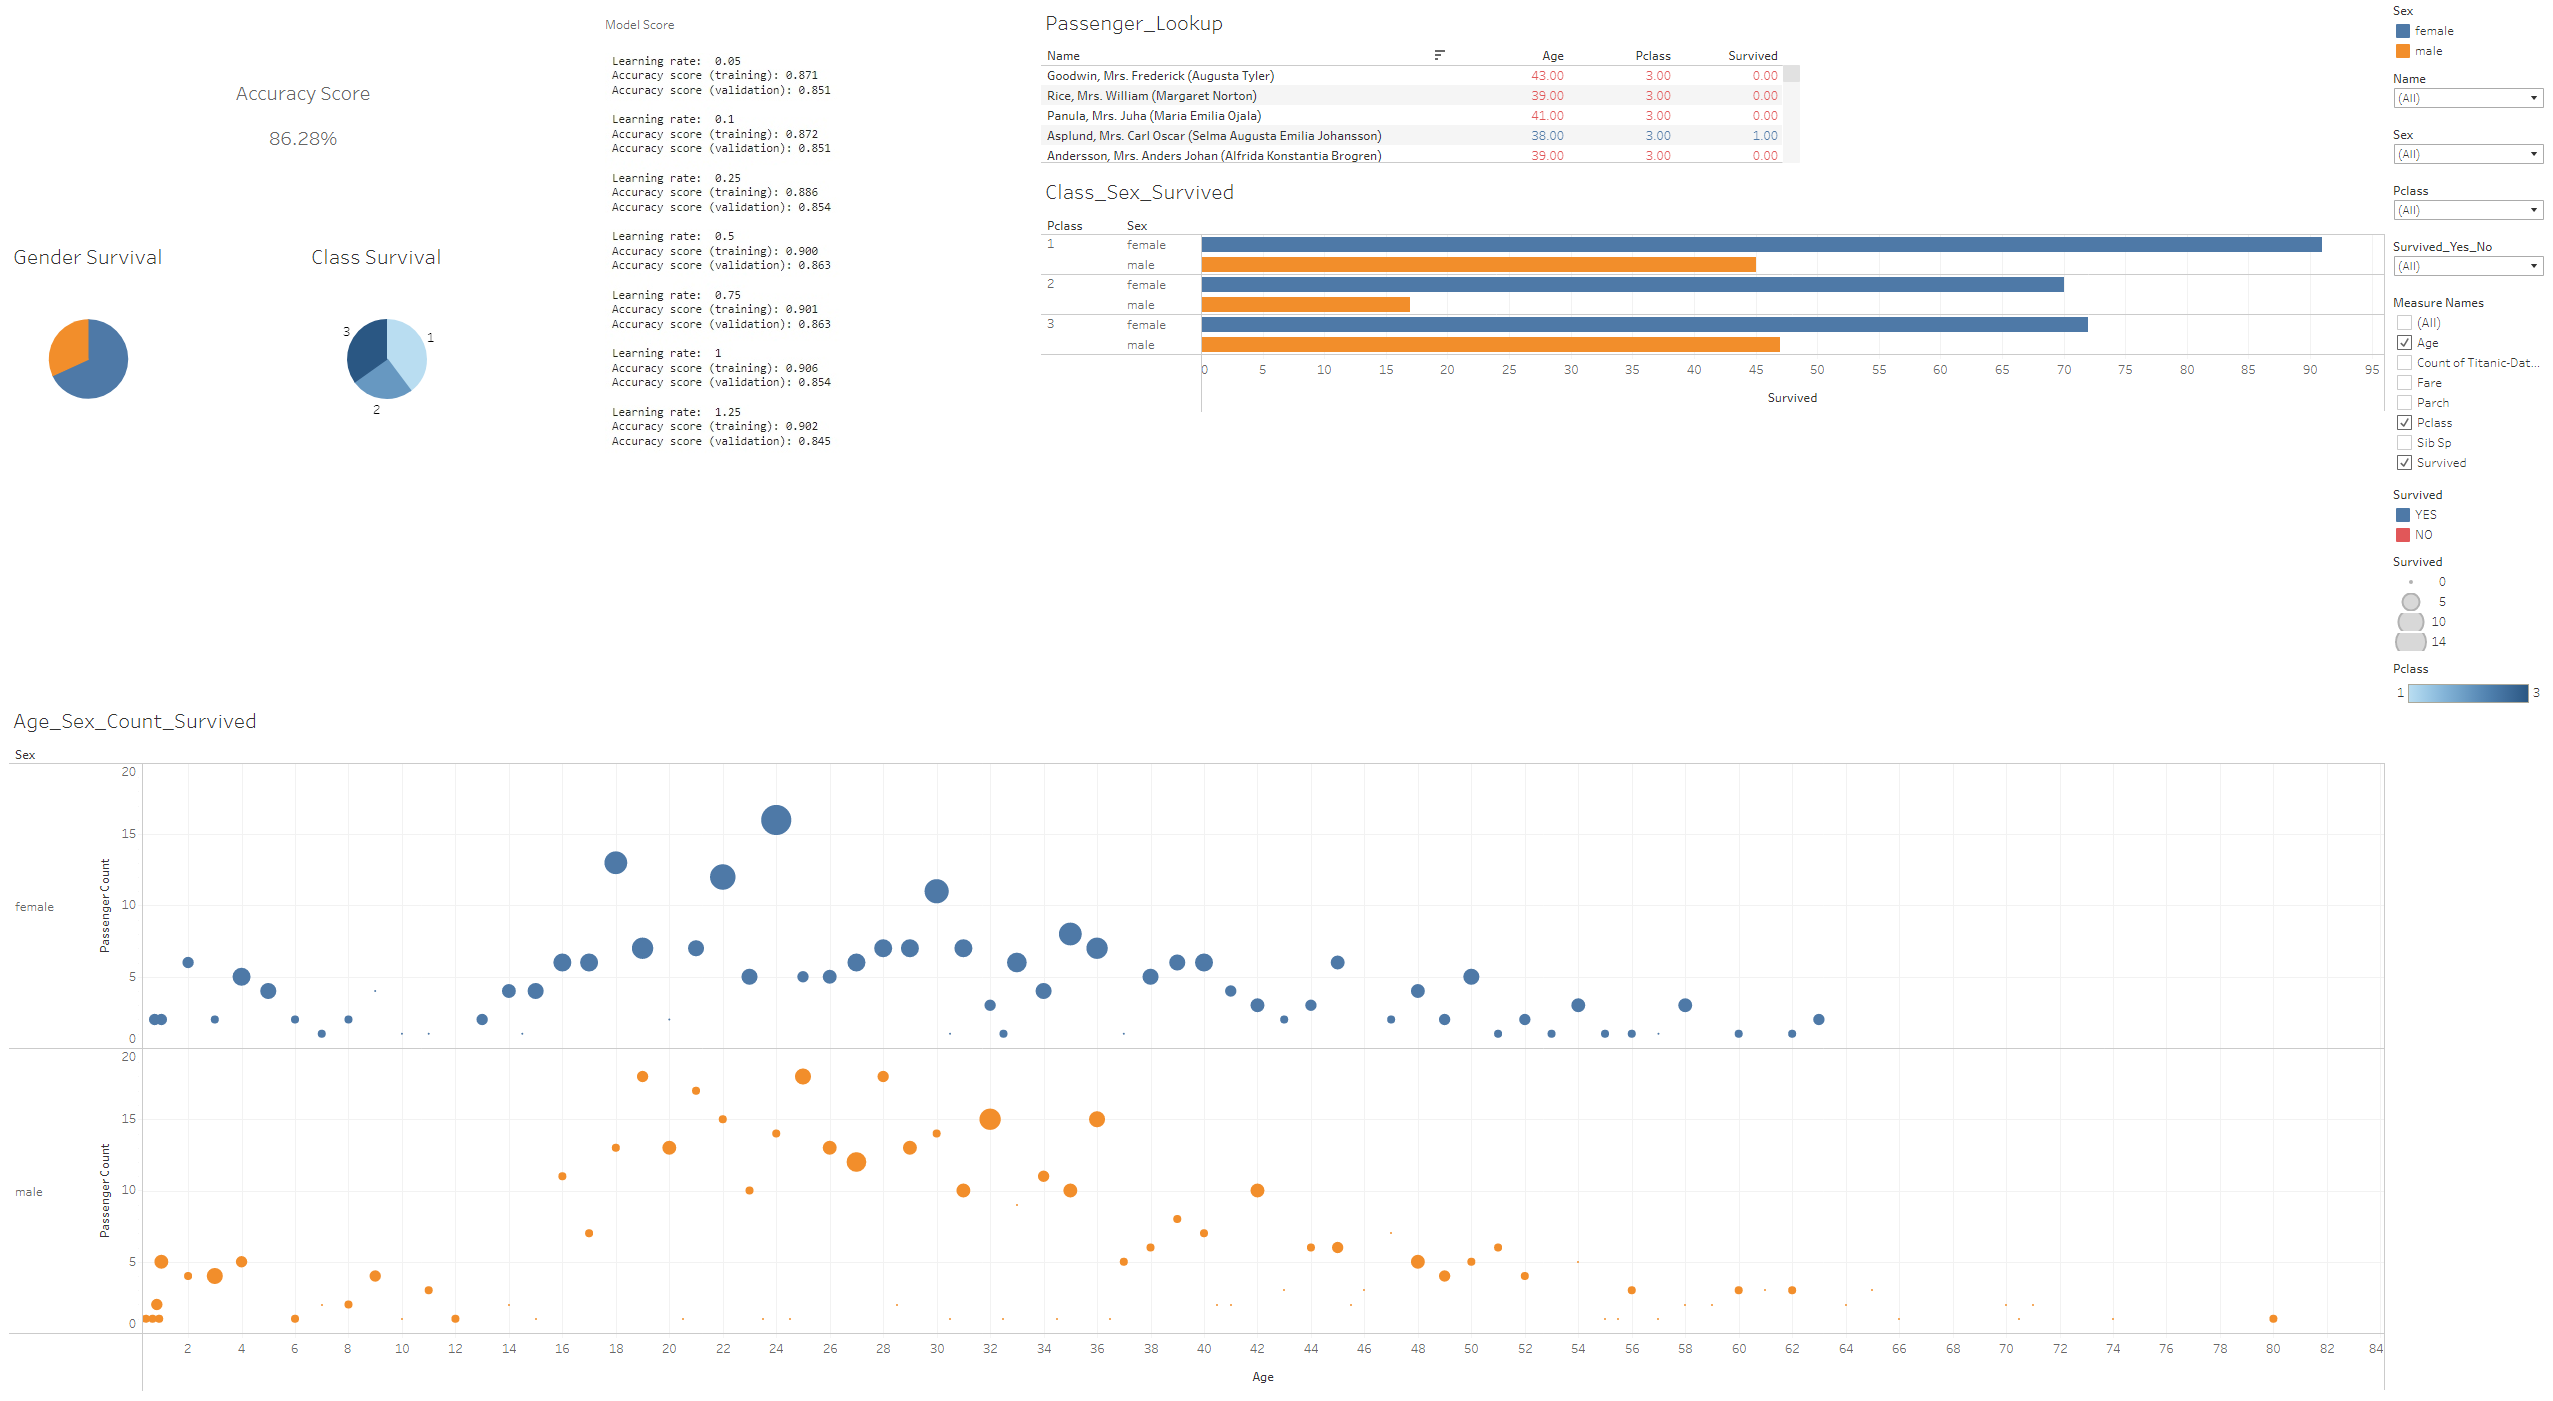 Accuracy Score
86.28%
Gender Survival
Class Survival
3
1
2
Model Score
Learning rate:  0.05
Accuracy score (training): 0.871
Accuracy score (validation): 0.851
Learning rate:  0.1
Accuracy score (training): 0.872
Accuracy score (validation): 0.851
Learning rate:  0.25
Accuracy score (training): 0.886
Accuracy score (validation): 0.854
Learning rate:  0.5
Accuracy score (training): 0.900
Accuracy score (validation): 0.863
Learning rate:  0.75
Accuracy score (training): 0.901
Accuracy score (validation): 0.863
Learning rate:  1
Accuracy score (training): 0.906
Accuracy score (validation): 0.854
Learning rate:  1.25
Accuracy score (training): 0.902
Accuracy score (validation): 0.845
Passenger_Lookup
Name Age Pclass Survived
Goodwin, Mrs. Frederick (Augusta Tyler) 43.00 3.00 0.00
Rice, Mrs. William (Margaret Norton) 39.00 3.00 0.00
Panula, Mrs. Juha (Maria Emilia Ojala) 41.00 3.00 0.00
Asplund, Mrs. Carl Oscar (Selma Augusta Emilia Johansson) 38.00 3.00 1.00
Andersson, Mrs. Anders Johan (Alfrida Konstantia Brogren) 39.00 3.00 0.00
Class_Sex_Survived
Pclass Sex
1 female
male
2 female
male
3 female
male
0 5 10 15 20 25 30 35 40 45 50 55 60 65 70 75 80 85 90 95
Survived
Sex
female
male
Name
(All)
Sex
(All)
Pclass
(All)
Survived_Yes_No
(All)
Measure Names
(All)
Age
Count of Titanic-Dat...
Fare
Parch
Pclass
Sib Sp
Survived
Survived
YES
NO
Survived
0
5
10
14
Pclass
1 3
Age_Sex_Count_Survived
Sex
female
Passenger Count
20
15
10
5
0
male
Passenger Count
20
15
10
5
0
2 4 6 8 10 12 14 16 18 20 22 24 26 28 30 32 34 36 38 40 42 44 46 48 50 52 54 56 58 60 62 64 66 68 70 72 74 76 78 80 82 84
Age